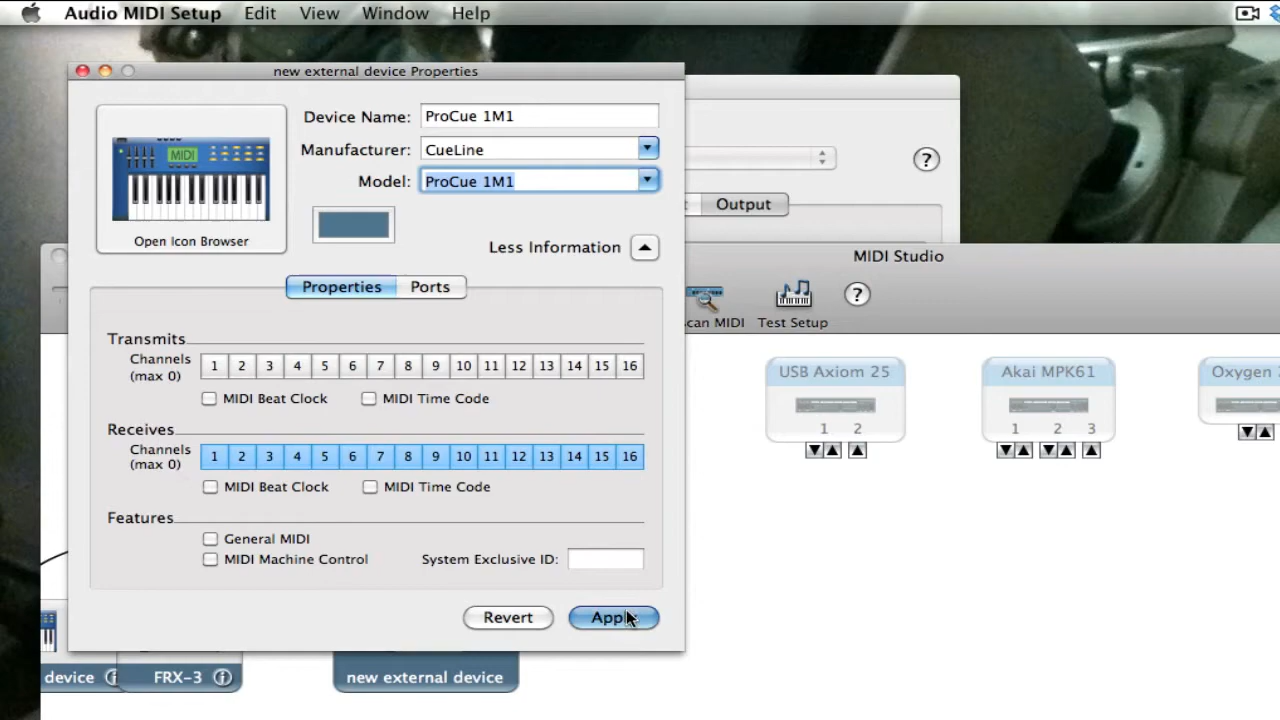 Audio MIDI Setup Edit View Window Help
new external device Properties
Device Name: ProCue 1M1
Manufacturer: CueLine
Model: ProCue 1M1
MIDI
Open Icon Browser
Less Information
?
Output
MIDI Studio
?
Test Setup
Properties Ports
Transmits
Channels
(max 0)
1 2 3 4 5 6 7 8 9 10 11 12 13 14 15 16
MIDI Beat Clock MIDI Time Code
Receives
Channels
(max 0)
1 2 3 4 5 6 7 8 9 10 11 12 13 14 15 16
MIDI Beat Clock MIDI Time Code
Features
General MIDI
MIDI Machine Control System Exclusive ID:
Revert Apply
USB Axiom 25
1 2
Akai MPK61
1 2 3
Oxygen
device
FRX-3
new external device